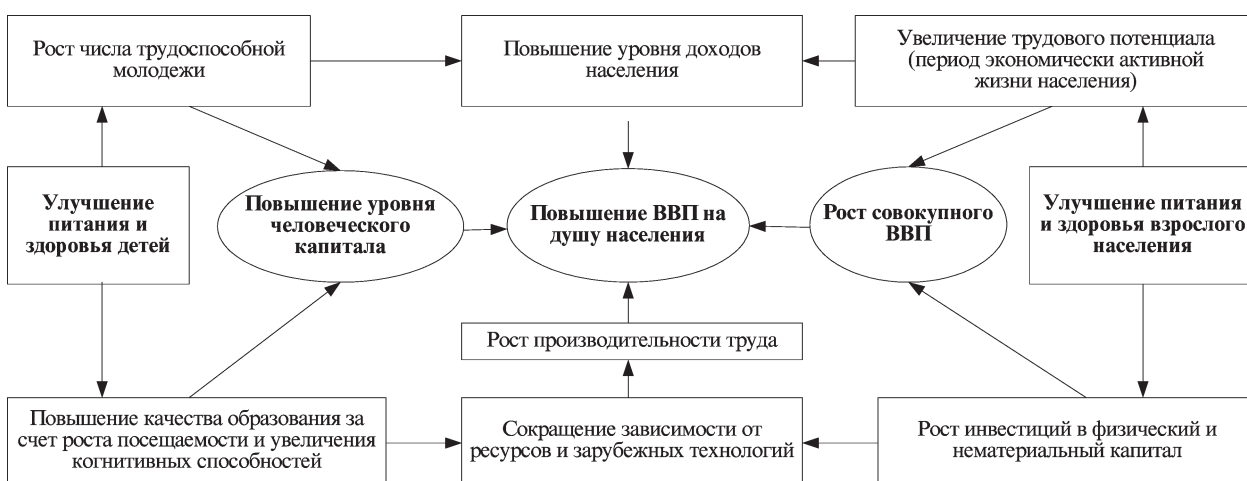 Рост числа трудоспособной
молодежи
Повышение уровня доходов
населения
Увеличение трудового потенциала
(период экономически активной
жизни населения)
Улучшение
питания и
здоровья детей
Повышение уровня
человеческого
капитала
Повышение ВВП на
душу населения
Рост совокупного
ВВП
Улучшение питания
и здоровья взрослого
населения
Рост производительности труда
Повышение качества образования за
счет роста посещаемости и увеличения
когнитивных способностей
Сокращение зависимости от
ресурсов и зарубежных технологий
Рост инвестиций в физический и
нематериальный капитал